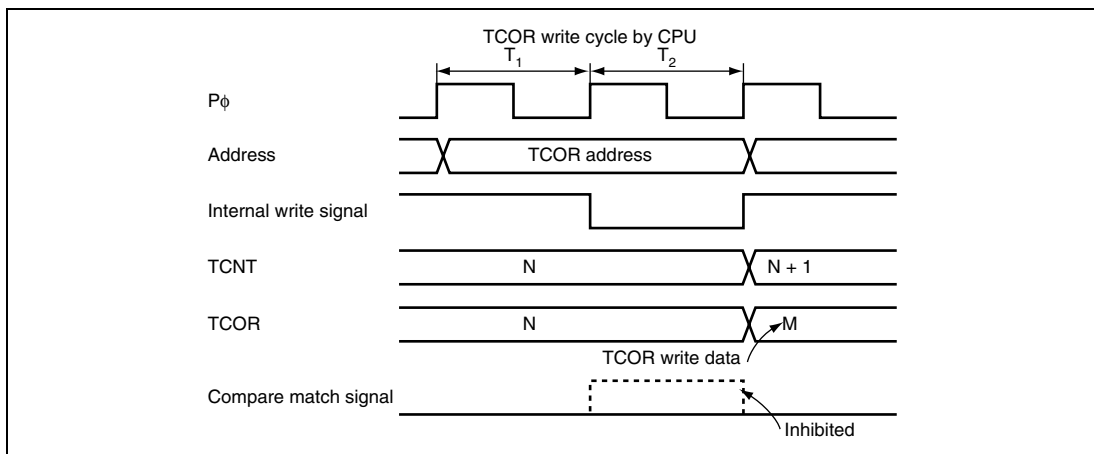 TCOR write cycle by CPU
T1 T2
Pϕ
Address TCOR address
Internal write signal
TCNT N N + 1
TCOR N M
TCOR write data
Compare match signal
Inhibited